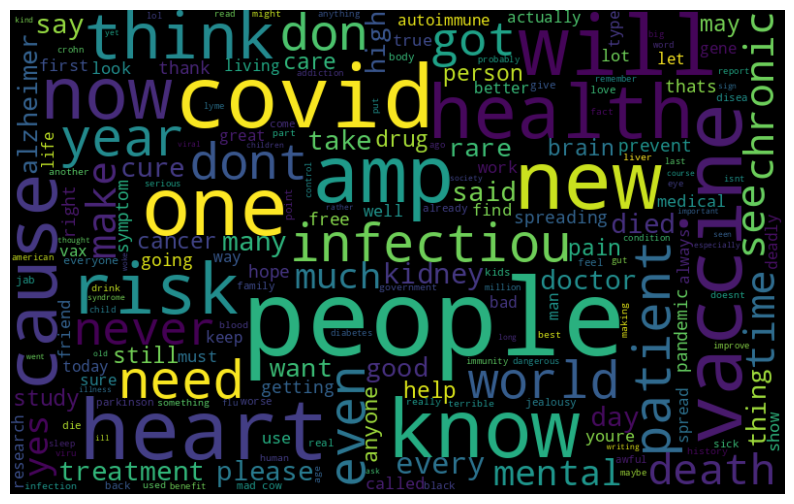 say
think
don
got
will
covid
one
now
year
healthe
autoimmune
actually
true
may
lot
let
gene
type
high
first
look
thank
living
care
person
better
give
love
thats
chronic
see
alzheimer
life
another
cure
dont
take
drug
rare
brain
prevent
amp
new
vaccine
cause
make
right
symptom
vax
cancer
many
going
way
great
part
come
said
find
work
free
well
already
spreading
medical
died
always
deadly
infectiou
pain
doctor
much
kidney
hope
family
risk
never
people
bad
man
kids
patient
time
pandemic
friend
today
sure
still
must
keep
getting
want
good
need
help
world
even
anyone
day
thing
spread
show
study
yes
heart
know
youre
sick
research
treatment
please
use
every
called
mental
death
parkinson
something
flu
worse
really
terrible
jealousy
diabetes
government
million
immunity
dangerous
best
making
improve
doesnt
history
maybe
writing
awful
black
ask
age
human
real
benefit
mad cow
back
used
infection
viru
ill
sleep
die
old
illness
went
child
syndrome
drink
american
jab
everyone
thought
serious
viral
addiction
children
ago
control
rather
society
point
blood
long
feel
gut
condition
especially
important
seen
isnt
eye
course
last
liver
fact
sign
report
disea
remember
word
big
probably
might
anything
read
lol
kind
yet
crohn
lyme
body
put